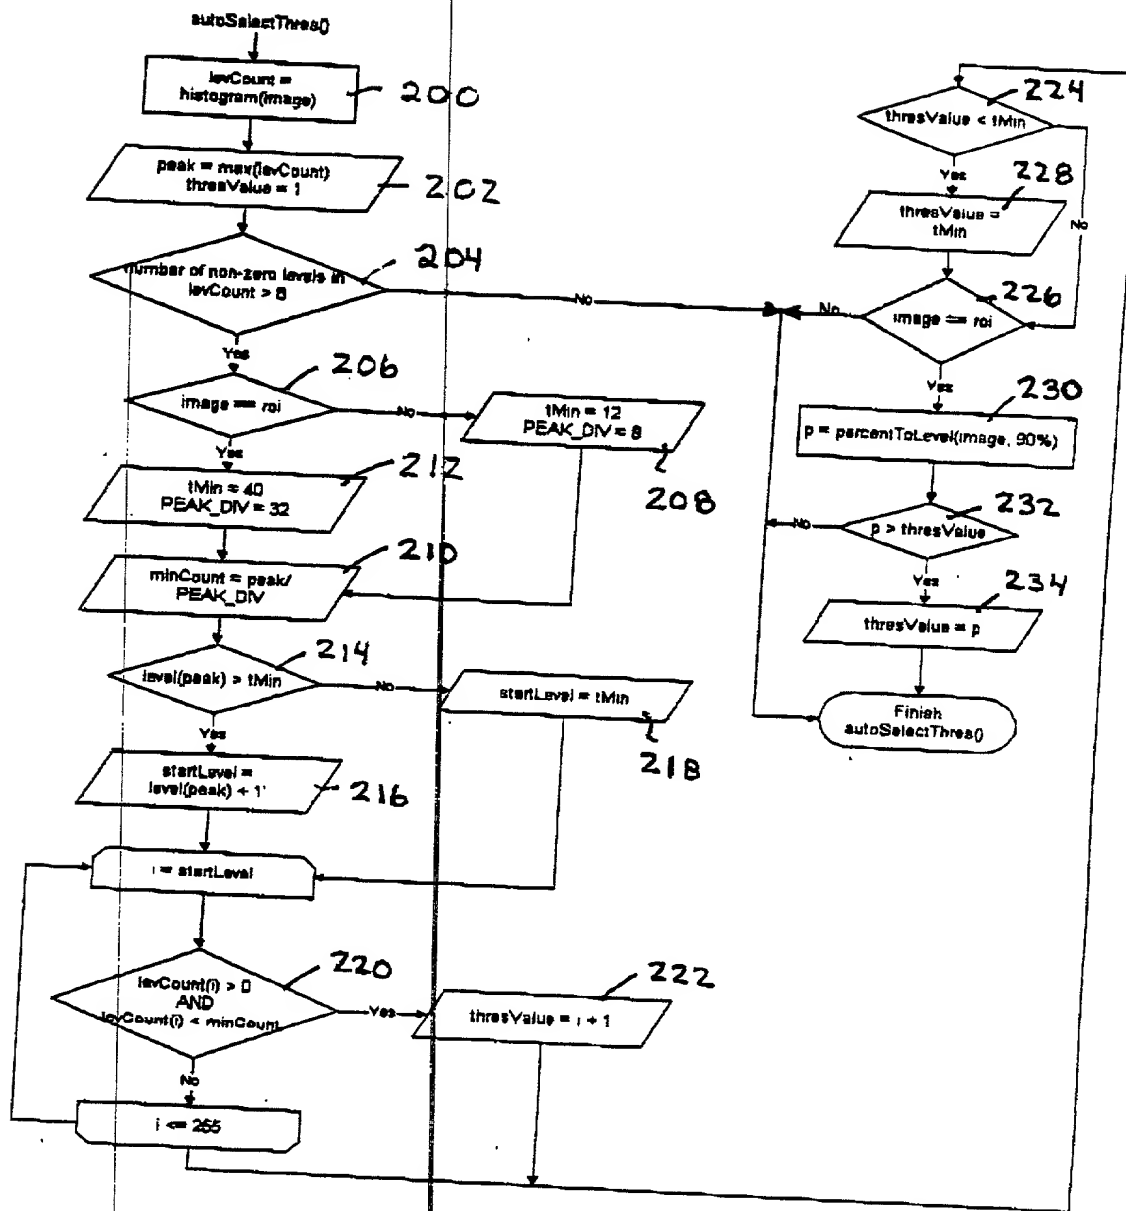 autoSelectThres()
levCount =
histogram(image)
200
peak = max(levCount)
thresValue = 1
202
number of non-zero levels in
levCount > 8
204
No
Yes
206
image == roi
No
tMin = 12
PEAK_DIV = 8
208
Yes
212
tMin = 40
PEAK_DIV = 32
210
minCount = peak/
PEAK_DIV
214
level(peak) > tMin
No
startLevel = tMin
218
Yes
startLevel =
level(peak) + 1
216
i = startLevel
220
levCount(i) > 0
AND
levCount(i) < minCount
Yes
222
thresValue = i + 1
No
i <= 255
224
thresValue < tMin
Yes
No
228
thresValue =
tMin
226
image == roi
No
Yes
230
p = percentToLevel(image, 90%)
232
p > thresValue
No
Yes
234
thresValue = p
Finish
autoSelectThres()